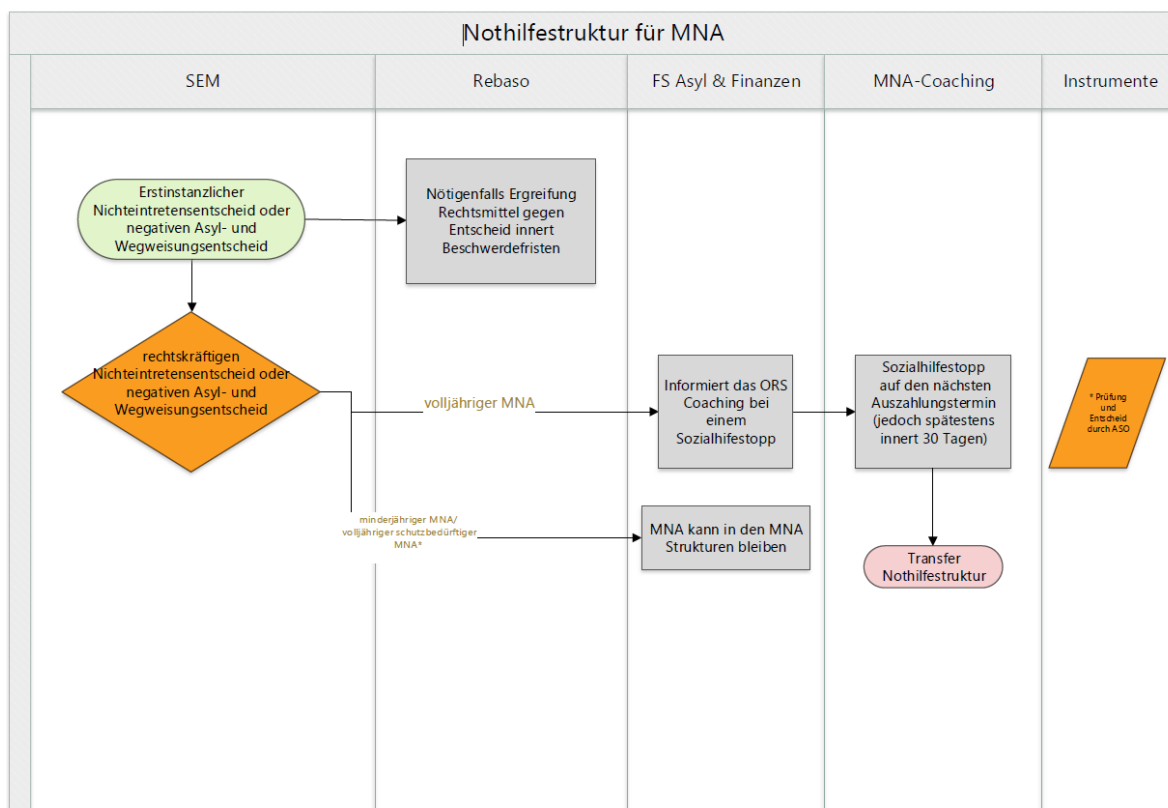 Nothilfestruktur für MNA
SEM
Rebaso
FS Asyl & Finanzen
MNA-Coaching
Instrumente
Erstinstanzlicher
Nichteintretensentscheid oder
negativen Asyl- und
Wegweisungsentscheid
Nötigenfalls Ergreifung
Rechtsmittel gegen
Entscheid innert
Beschwerdefristen
rechtskräftigen
Nichteintretensentscheid oder
negativen Asyl- und
Wegweisungsentscheid
volljähriger MNA
Informiert das ORS
Coaching bei
einem
Sozialhifestopp
Sozialhilfestopp
auf den nächsten
Auszahlungstermin
(jedoch spätestens
innert 30 Tagen)
* Prüfung
und
Entscheid
durch ASO
minderjähriger MNA/
volljähriger schutzbedürftiger
MNA*
MNA kann in den MNA
Strukturen bleiben
Transfer
Nothilfestruktur